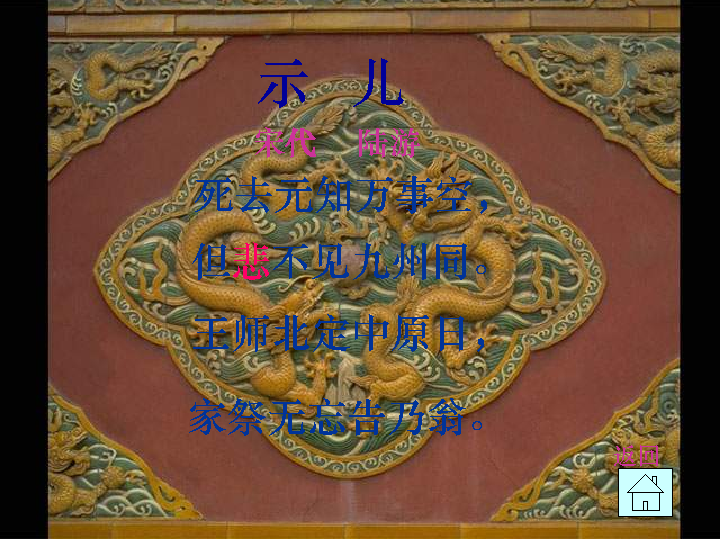 示 儿
宋代 陆游
死去元知万事空，
但悲不见九州同。
王师北定中原日，
家祭无忘告乃翁。
返回